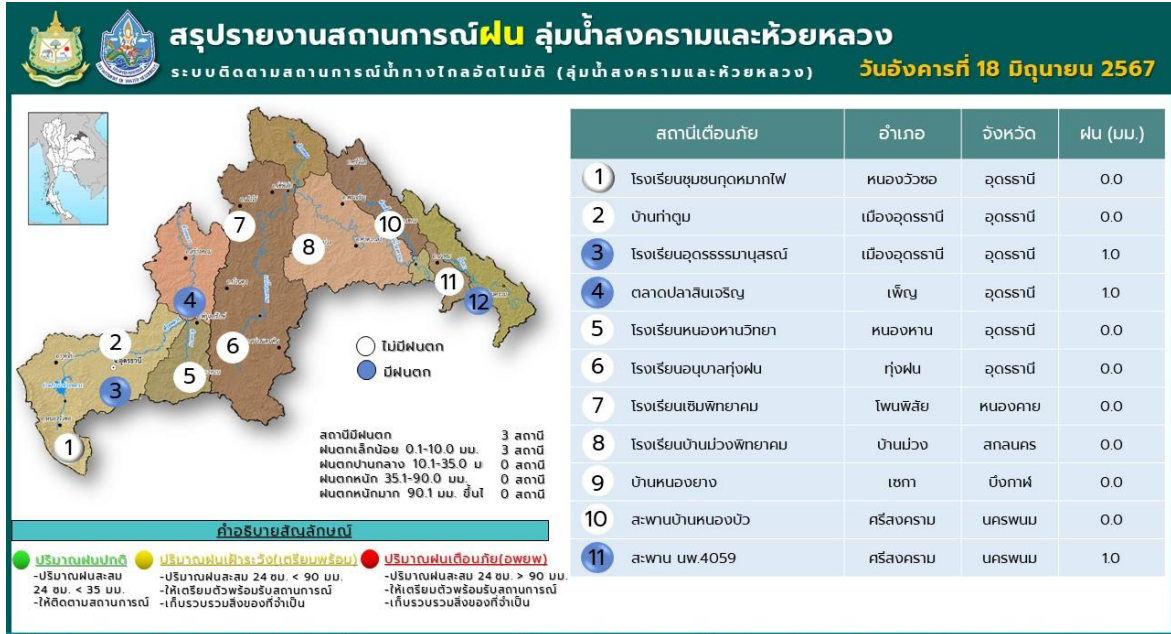 สรุปรายงานสถานการณ์ฝน ลุ่มน้ำสงครามและห้วยหลวง
ระบบติดตามสถานการณ์น้ำทางไกลอัตโนมัติ (ลุ่มน้ำสงครามและห้วยหลวง)
วันอังคารที่ 18 มิถุนายน 2567
7
8
10
4
11
12
2
6
5
3
1
อุดรธานี
ไม่มีฝนตก
มีฝนตก
สถานีมีฝนตก 3 สถานี
ฝนตกเล็กน้อย 0.1-10.0 มม. 3 สถานี
ฝนตกปานกลาง 10.1-35.0 ม 0 สถานี
ฝนตกหนัก 35.1-90.0 มม. 0 สถานี
ฝนตกหนักมาก 90.1 มม. ขึ้นไ 0 สถานี
คำอธิบายสัญลักษณ์
ปริมาณฝนปกติ
-ปริมาณฝนสะสม
24 ชม. < 35 มม.
-ให้ติดตามสถานการณ์
ปริมาณฝนเฝ้าระวัง(เตรียมพร้อม)
-ปริมาณฝนสะสม 24 ชม. < 90 มม.
-ให้เตรียมตัวพร้อมรับสถานการณ์
-เก็บรวบรวมสิ่งของที่จำเป็น
ปริมาณฝนเตือนภัย(อพยพ)
-ปริมาณฝนสะสม 24 ชม. > 90 มม.
-ให้เตรียมตัวพร้อมรับสถานการณ์
-เก็บรวบรวมสิ่งของที่จำเป็น
สถานีเตือนภัย อำเภอ จังหวัด ฝน (มม.)
1 โรงเรียนชุมชนกุดหมากไฟ หนองวัวซอ อุดรธานี 0.0
2 บ้านท่าตูม เมืองอุดรธานี อุดรธานี 0.0
3 โรงเรียนอุดรธรรมานุสรณ์ เมืองอุดรธานี อุดรธานี 1.0
4 ตลาดปลาสินเจริญ เพ็ญ อุดรธานี 1.0
5 โรงเรียนหนองหานวิทยา หนองหาน อุดรธานี 0.0
6 โรงเรียนอนุบาลทุ่งฝน ทุ่งฝน อุดรธานี 0.0
7 โรงเรียนเซิมพิทยาคม โพนพิสัย หนองคาย 0.0
8 โรงเรียนบ้านม่วงพิทยาคม บ้านม่วง สกลนคร 0.0
9 บ้านหนองยาง เซกา บึงกาฬ 0.0
10 สะพานบ้านหนองบัว ศรีสงคราม นครพนม 0.0
11 สะพาน นพ.4059 ศรีสงคราม นครพนม 1.0